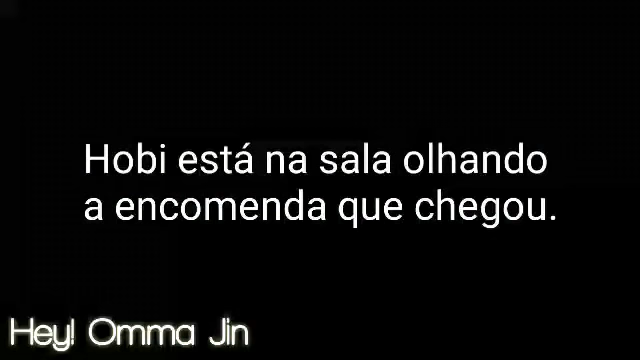 Hobi está na sala olhando
a encomenda que chegou.
Hey! Omma Jin